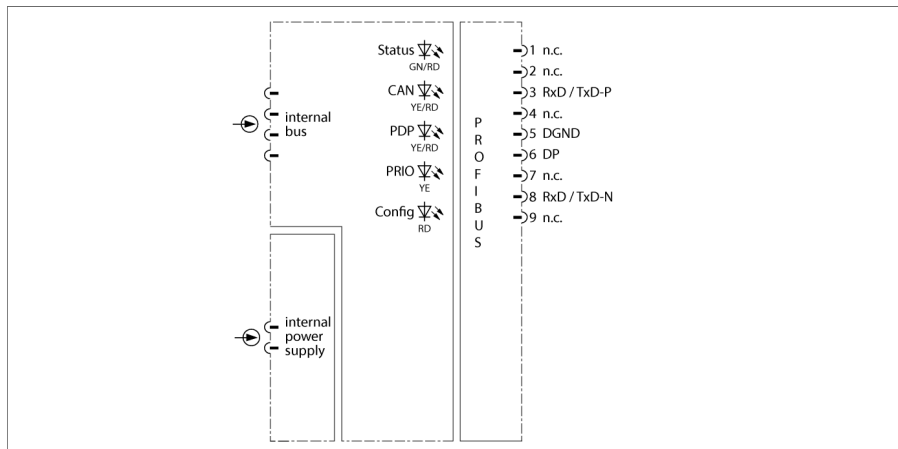 Status
GN/RD
CAN
YE/RD
PDP
YE/RD
PRIO
YE
Config
RD
internal
bus
internal
power
supply
PROFIBUS
1 n.c.
2 n.c.
3 RxD / TxD-P
4 n.c.
5 DGND
6 DP
7 n.c.
8 RxD / TxD-N
9 n.c.